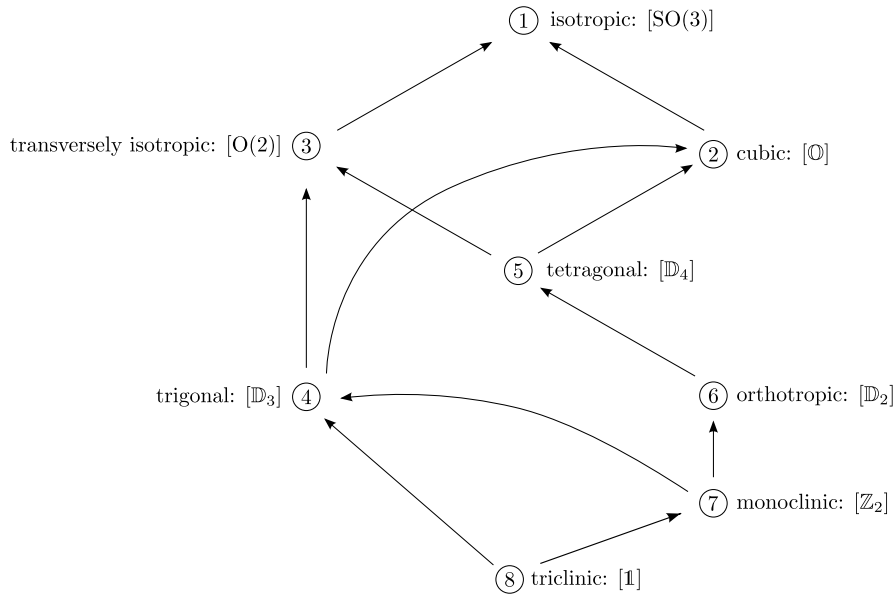 ① isotropic: [SO(3)]
transversely isotropic: [O(2)] ③
② cubic: [𝕆]
⑤ tetragonal: [𝔻₄]
trigonal: [𝔻₃] ④
⑥ orthotropic: [𝔻₂]
⑦ monoclinic: [ℤ₂]
⑧ triclinic: [𝟙]